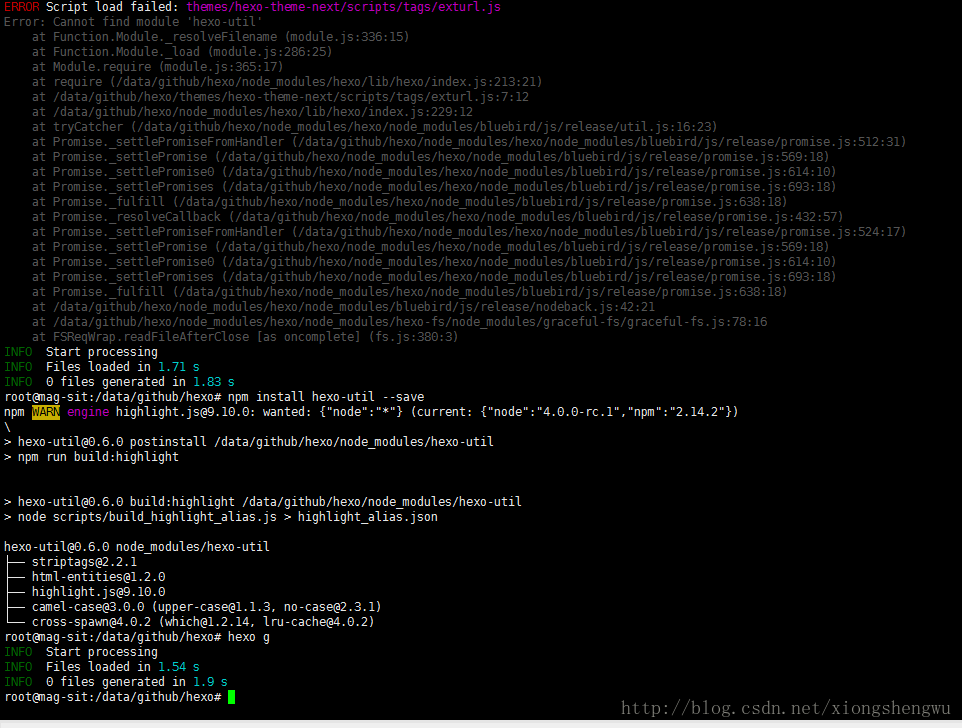 ERROR Script load failed: themes/hexo-theme-next/scripts/tags/exturl.js
Error: Cannot find module 'hexo-util'
    at Function.Module._resolveFilename (module.js:336:15)
    at Function.Module._load (module.js:286:25)
    at Module.require (module.js:365:17)
    at require (/data/github/hexo/node_modules/hexo/lib/hexo/index.js:213:21)
    at /data/github/hexo/themes/hexo-theme-next/scripts/tags/exturl.js:7:12
    at /data/github/hexo/node_modules/hexo/lib/hexo/index.js:229:12
    at tryCatcher (/data/github/hexo/node_modules/hexo/node_modules/bluebird/js/release/util.js:16:23)
    at Promise._settlePromiseFromHandler (/data/github/hexo/node_modules/hexo/node_modules/bluebird/js/release/promise.js:512:31)
    at Promise._settlePromise (/data/github/hexo/node_modules/hexo/node_modules/bluebird/js/release/promise.js:569:18)
    at Promise._settlePromise0 (/data/github/hexo/node_modules/hexo/node_modules/bluebird/js/release/promise.js:614:10)
    at Promise._settlePromises (/data/github/hexo/node_modules/hexo/node_modules/bluebird/js/release/promise.js:693:18)
    at Promise._fulfill (/data/github/hexo/node_modules/hexo/node_modules/bluebird/js/release/promise.js:638:18)
    at Promise._resolveCallback (/data/github/hexo/node_modules/hexo/node_modules/bluebird/js/release/promise.js:432:57)
    at Promise._settlePromiseFromHandler (/data/github/hexo/node_modules/hexo/node_modules/bluebird/js/release/promise.js:524:17)
    at Promise._settlePromise (/data/github/hexo/node_modules/hexo/node_modules/bluebird/js/release/promise.js:569:18)
    at Promise._settlePromise0 (/data/github/hexo/node_modules/hexo/node_modules/bluebird/js/release/promise.js:614:10)
    at Promise._settlePromises (/data/github/hexo/node_modules/hexo/node_modules/bluebird/js/release/promise.js:693:18)
    at Promise._fulfill (/data/github/hexo/node_modules/hexo/node_modules/bluebird/js/release/promise.js:638:18)
    at /data/github/hexo/node_modules/hexo/node_modules/bluebird/js/release/nodeback.js:42:21
    at /data/github/hexo/node_modules/hexo/node_modules/hexo-fs/node_modules/graceful-fs/graceful-fs.js:78:16
    at FSReqWrap.readFileAfterClose [as oncomplete] (fs.js:380:3)
INFO  Start processing
INFO  Files loaded in 1.71 s
INFO  0 files generated in 1.83 s
root@mag-sit:/data/github/hexo# npm install hexo-util --save
npm WARN engine highlight.js@9.10.0: wanted: {"node":"*"} (current: {"node":"4.0.0-rc.1","npm":"2.14.2"})
\
> hexo-util@0.6.0 postinstall /data/github/hexo/node_modules/hexo-util
> npm run build:highlight
> hexo-util@0.6.0 build:highlight /data/github/hexo/node_modules/hexo-util
> node scripts/build_highlight_alias.js > highlight_alias.json
hexo-util@0.6.0 node_modules/hexo-util
├── striptags@2.2.1
├── html-entities@1.2.0
├── highlight.js@9.10.0
├── camel-case@3.0.0 (upper-case@1.1.3, no-case@2.3.1)
└── cross-spawn@4.0.2 (which@1.2.14, lru-cache@4.0.2)
root@mag-sit:/data/github/hexo# hexo g
INFO  Start processing
INFO  Files loaded in 1.54 s
INFO  0 files generated in 1.9 s
root@mag-sit:/data/github/hexo#
http://blog.csdn.net/xiongshengwu